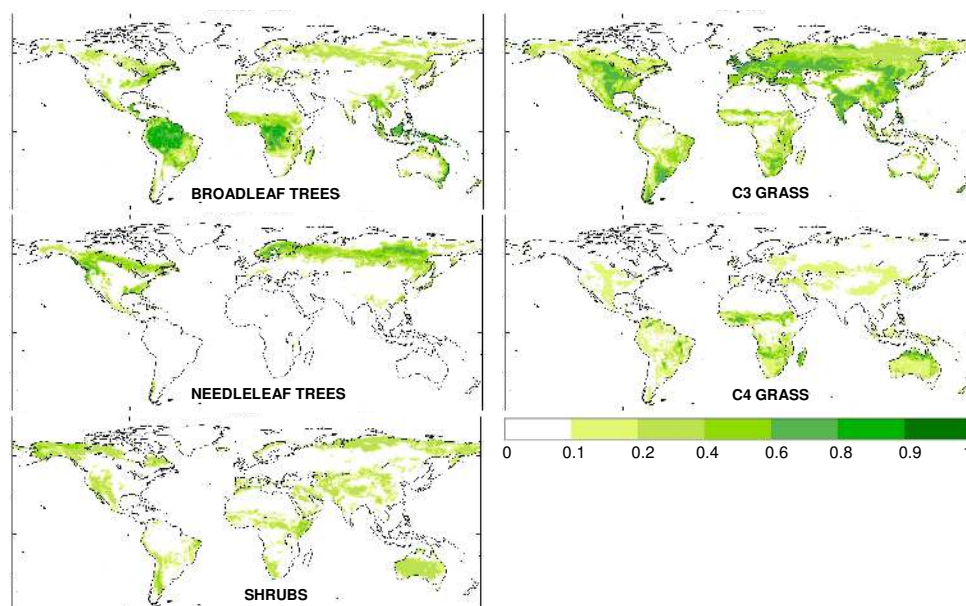 BROADLEAF TREES
C3 GRASS
NEEDLELEAF TREES
C4 GRASS
0 0.1 0.2 0.4 0.6 0.8 0.9
SHRUBS